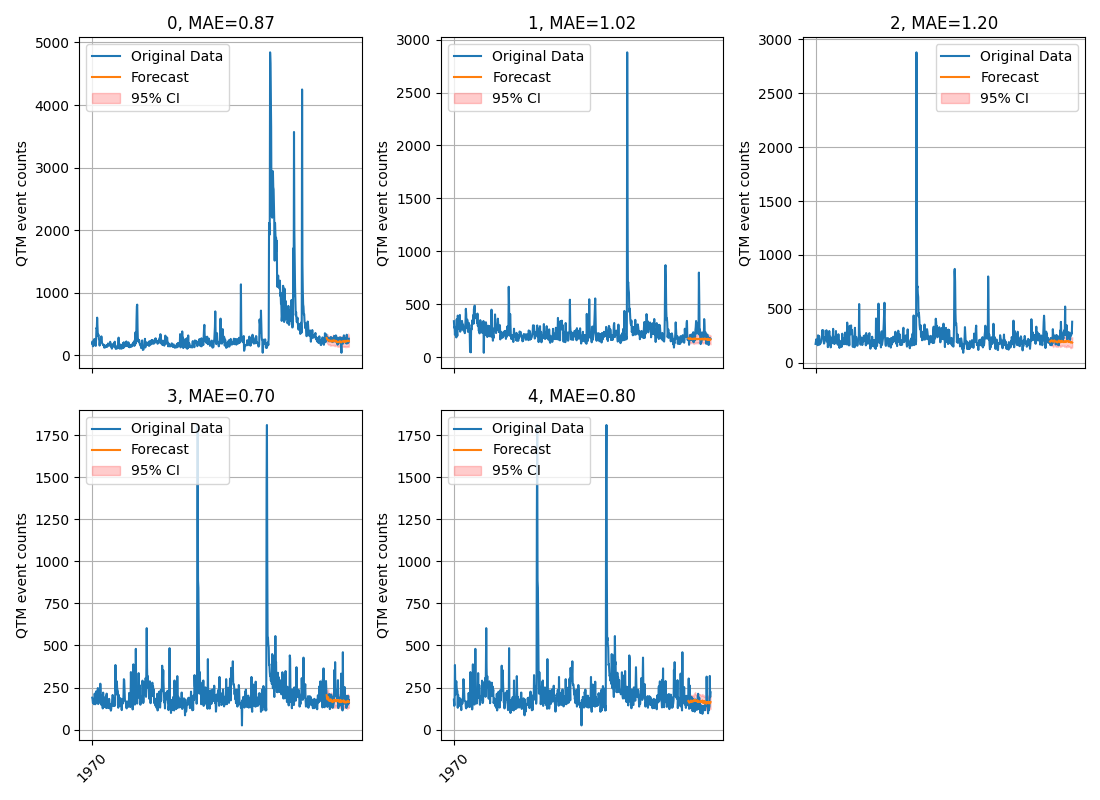 0, MAE=0.87
5000
4000
3000
2000
1000
0
QTM event counts
Original Data
Forecast
95% CI
1, MAE=1.02
3000
2500
2000
1500
1000
500
0
QTM event counts
Original Data
Forecast
95% CI
2, MAE=1.20
3000
2500
2000
1500
1000
500
0
QTM event counts
Original Data
Forecast
95% CI
3, MAE=0.70
1750
1500
1250
1000
750
500
250
0
QTM event counts
Original Data
Forecast
95% CI
1970
4, MAE=0.80
1750
1500
1250
1000
750
500
250
0
QTM event counts
Original Data
Forecast
95% CI
1970